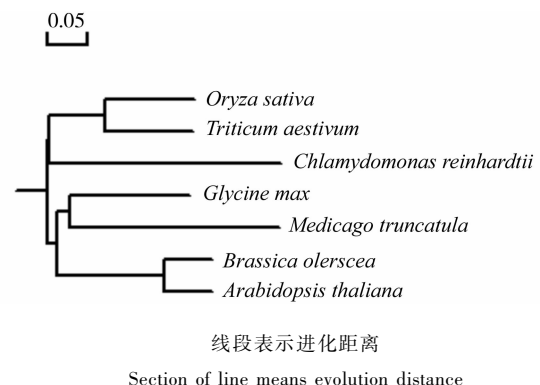 0.05
Oryza sativa
Triticum aestivum
Chlamydomonas reinhardtii
Glycine max
Medicago truncatula
Brassica olerscea
Arabidopsis thaliana
线段表示进化距离
Section of line means evolution distance